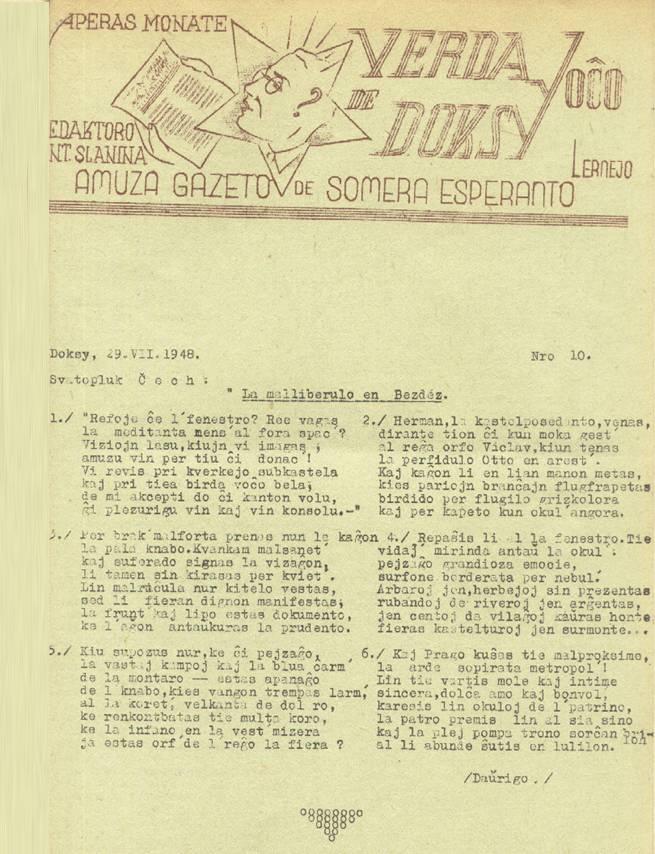 APERAS MONATE
VERDA
JOĈO
DE
DOKSY
EDAKTORO
NT. SLANINA
LERNEJO
AMUZA GAZETO DE SOMERA ESPERANTO
Doksy, 29.VII.1948.
Nro 10.
Svatopluk Č e c h :
" La malliberulo en Bezdéz.
1./ "Refoje ĉe l´fenestro? Ree vagas
la meditanta mens´al fora spac´?
Viziojn lasu,kiujn vi imagas ;
amuzu vin per tiu ĉi donac´!
Vi revis pri kverkejo subkastela
kaj pri tiea birda voĉo bela;
de mi akcepti do ĉi kanton volu,
ĝi plezurigu vin kaj vin konsolu.-"
2./ Herman,la kastelposedanto,venas,
dirante tion ĉi kun moka gest´
al reĝa orfo Václav,kiun tenas
la perfidulo Otto en arest´.
Kaj kaĝon li en lian manon metas,
kies pariojn branĉajn flugfrapetas
birdido per flugilo grizkolora
kaj per kapeto kun okul´angora.
3./ Per brak´malforta prenas nun la kaĝon
la pala knabo.Kvankam malsanet´
kaj suferado signas la vizaĝon,
li tamen sin kirasas per kviet´.
Lin malruĉula nur kitelo vestas,
sed li fieran dignon manifestas;
la frunt´kaj lipo estas dokumento,
ke l´aĝon antaŭkuras la prudento.
4./ Repaŝis li al la fenestro.Tie
vidaj´ mirinda antaŭ la okul´:
pejzaĝo grandioza emocie,
surfone borderata per nebul´.
Arbaroj jen,herbejoj sin prezentas
rubandoj de riveroj jen arĝentas,
jen centoj da vilaĝoj kaŭras honte
fieras kastelturoj jen surmonte...
5./ Kiu supozus nur,ke ĉi pejzaĝo,
la vastaj kampoj kaj la blua ĉarm´
de la montaro — estas apanaĝo
de l´knabo,kies vangon trempas larm´,
al la koret´ velkanta de dol´ro,
ke renkontbatas tie multa koro,
ke la infano en la vest´mizera
ja estas orf´de l´reĝo la fiera ?
6./ Kaj Prago kuŝas tie malproksime,
la arde sopirata metropol´!
Lin tie vartis mole kaj intime
sincera,dolĉa amo kaj bonvol´,
karesis lin okuloj de l´patrino,
la patro premis lin al sia sino
kaj la plej pompa trono sorĉan bri-
al li abunde ŝutis en lulilon. lon
/Daŭrigo./